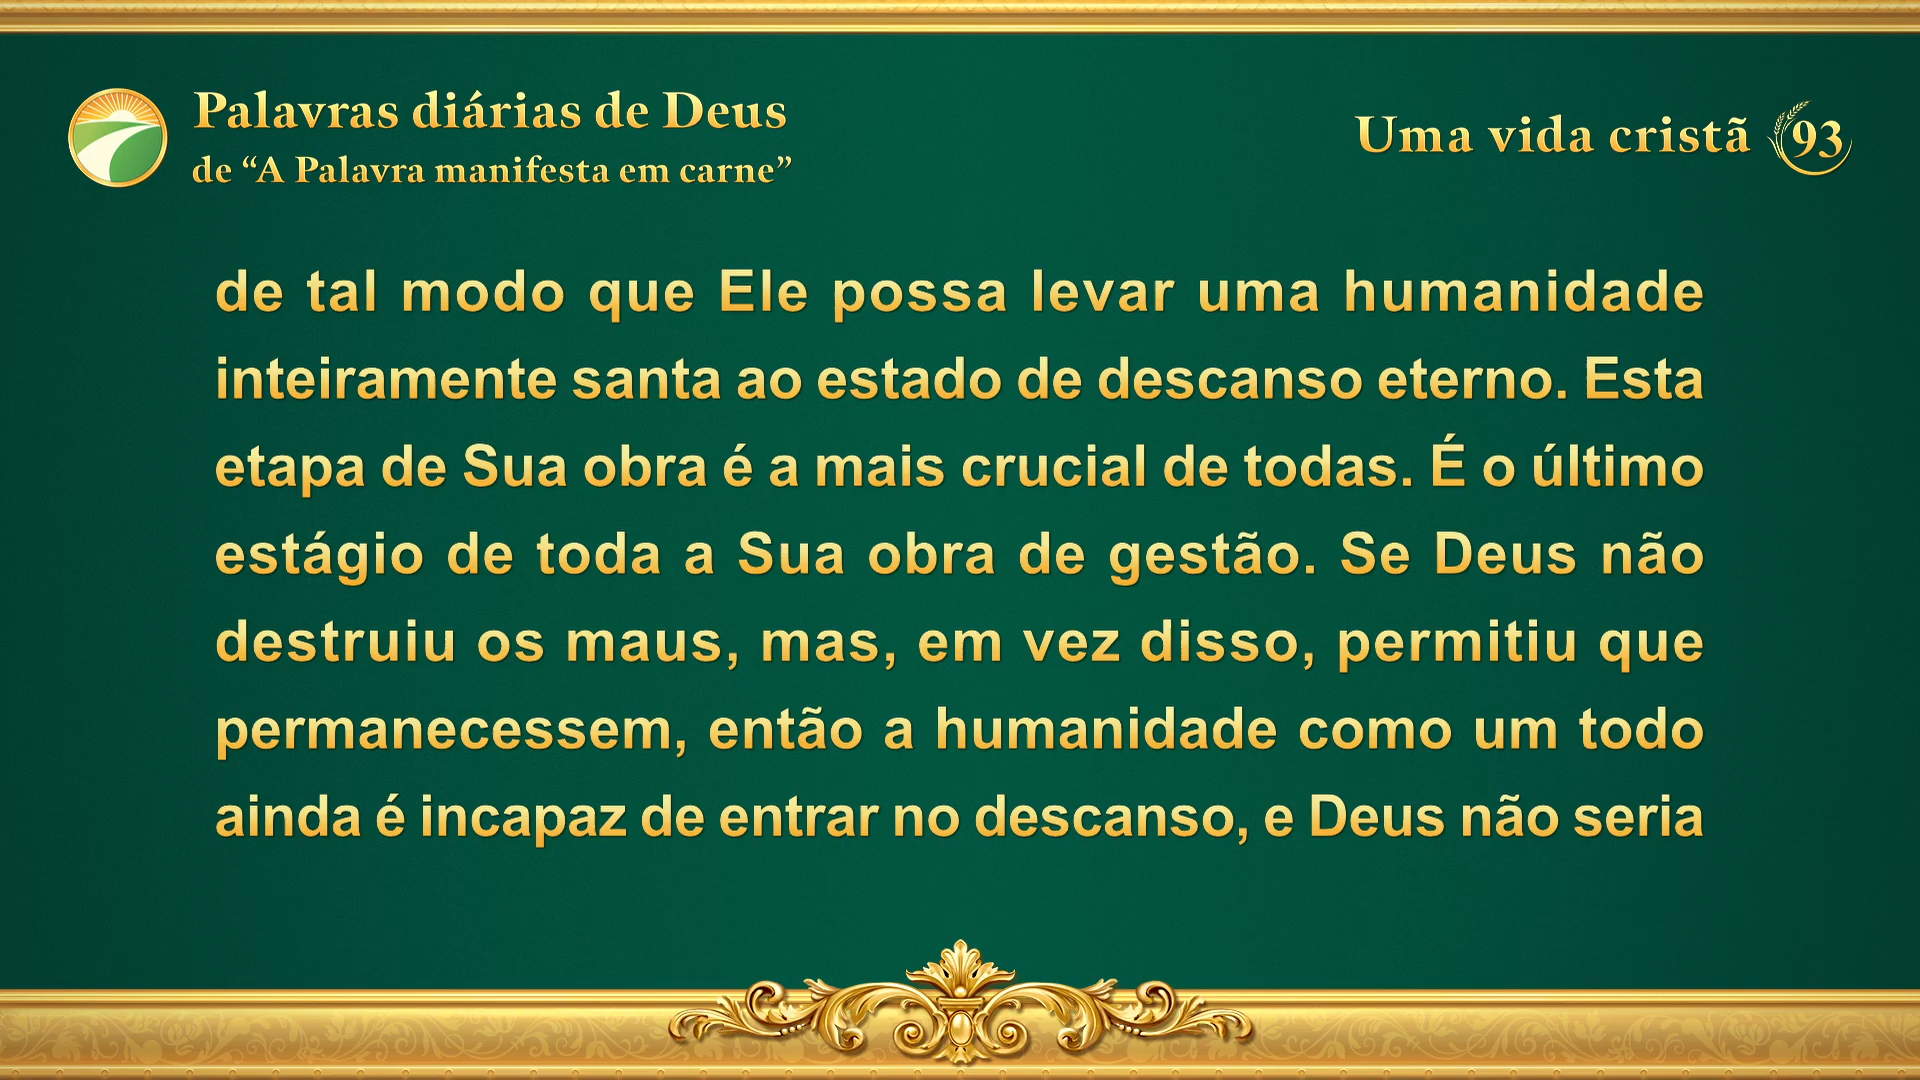 Palavras diárias de Deus
de “A Palavra manifesta em carne”
Uma vida cristã 93
de tal modo que Ele possa levar uma humanidade
inteiramente santa ao estado de descanso eterno. Esta
etapa de Sua obra é a mais crucial de todas. É o último
estágio de toda a Sua obra de gestão. Se Deus não
destruiu os maus, mas, em vez disso, permitiu que
permanecessem, então a humanidade como um todo
ainda é incapaz de entrar no descanso, e Deus não seria